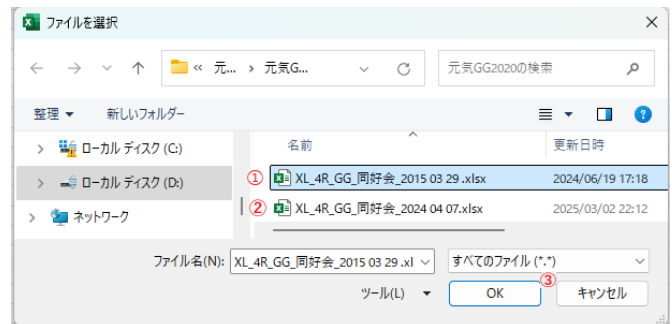 ファイルを選択
« 元... › 元気G...
元気GG2020の検索
整理 新しいフォルダー
名前 更新日時
ローカル ディスク (C:)
ローカル ディスク (D:)
ネットワーク
① XL_4R_GG_同好会_2015 03 29 .xlsx 2024/06/19 17:18
② XL_4R_GG_同好会_2024 04 07.xlsx 2025/03/02 22:12
ファイル名(N): XL_4R_GG_同好会_2015 03 29 .xl すべてのファイル (*.*)
ツール(L) OK ③ キャンセル